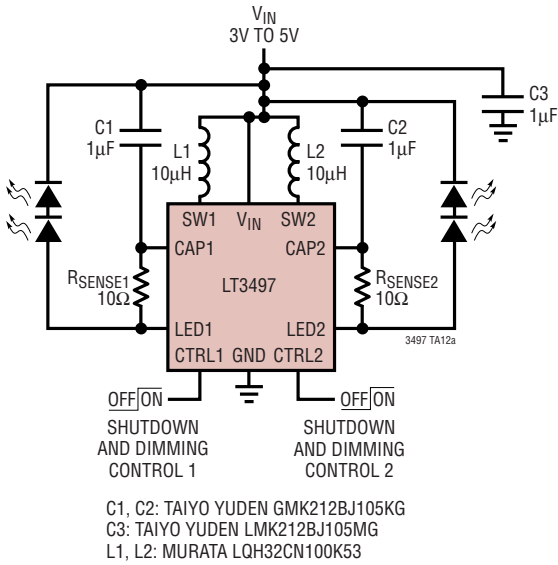 VIN
3V TO 5V
C3
1µF
C1
1µF
L1
10µH
L2
10µH
C2
1µF
SW1 VIN SW2
CAP1 CAP2
RSENSE1
10Ω
LT3497
RSENSE2
10Ω
LED1 LED2
3497 TA12a
CTRL1 GND CTRL2
OFF ON
SHUTDOWN
AND DIMMING
CONTROL 1
OFF ON
SHUTDOWN
AND DIMMING
CONTROL 2
C1, C2: TAIYO YUDEN GMK212BJ105KG
C3: TAIYO YUDEN LMK212BJ105MG
L1, L2: MURATA LQH32CN100K53